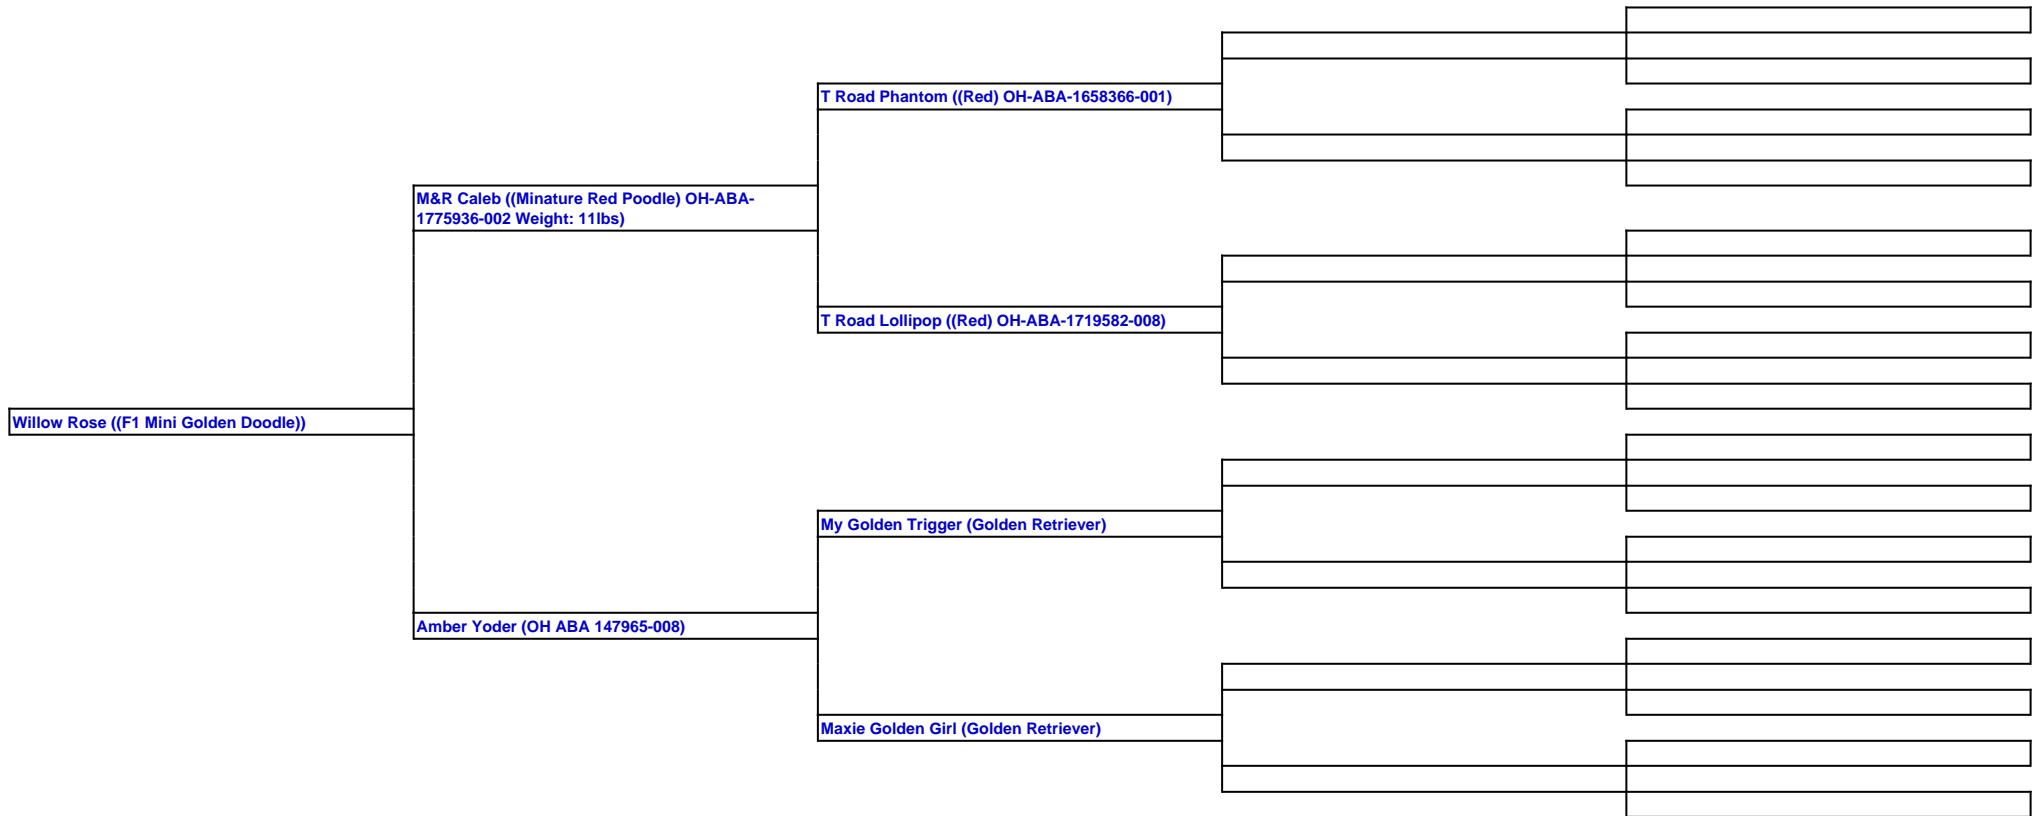 T Road Phantom ((Red) OH-ABA-1658366-001)
M&R Caleb ((Minature Red Poodle) OH-ABA-
1775936-002 Weight: 11lbs)
T Road Lollipop ((Red) OH-ABA-1719582-008)
Willow Rose ((F1 Mini Golden Doodle))
My Golden Trigger (Golden Retriever)
Amber Yoder (OH ABA 147965-008)
Maxie Golden Girl (Golden Retriever)